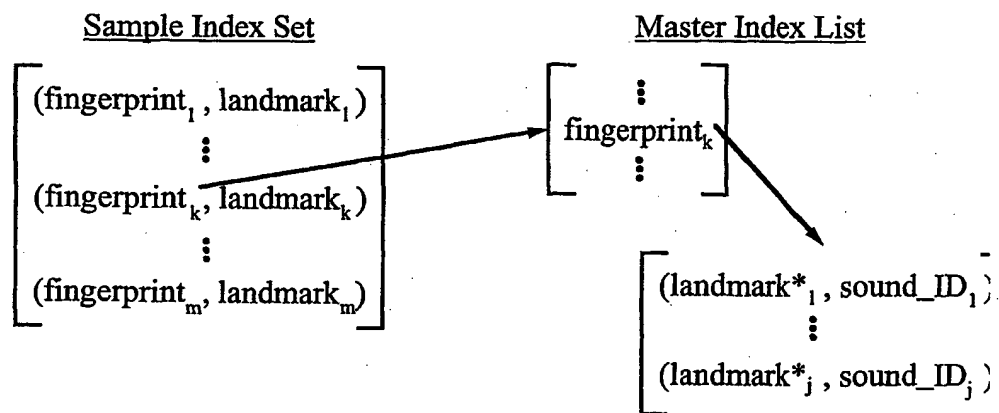 Sample Index Set
(fingerprint₁ , landmark₁)
⋮
(fingerprintₖ, landmarkₖ)
⋮
(fingerprintₘ, landmarkₘ)
Master Index List
⋮
fingerprintₖ
⋮
(landmark*₁ , sound_ID₁)
⋮
(landmark*ⱼ , sound_IDⱼ)